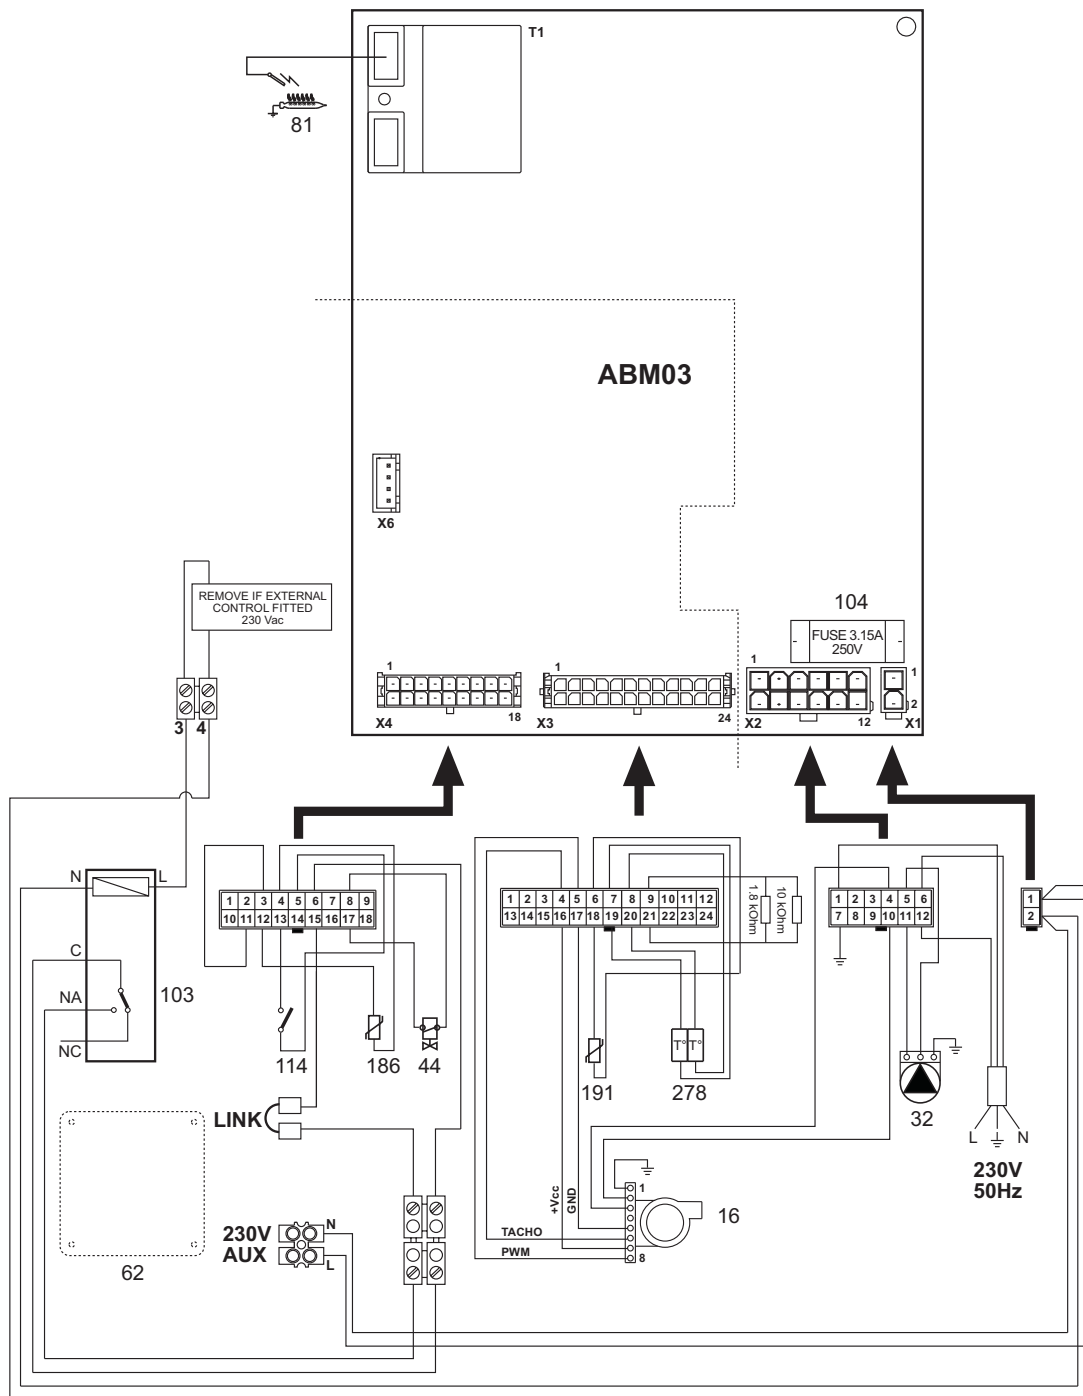 T1
81
ABM03
X6
REMOVE IF EXTERNAL
CONTROL FITTED
230 Vac
3 4
104
- FUSE 3.15A -
250V
1
18
X4
1
24
X3
1
12
X2
1
2
X1
N
L
C
NA
NC
103
1 2 3 4 5 6 7 8 9
10 11 12 13 14 15 16 17 18
114
186
44
LINK
1 2 3 4 5 6 7 8 9 10 11 12
13 14 15 16 17 18 19 20 21 22 23 24
1.8 kOhm
10 kOhm
191
T° T°
278
1 2 3 4 5 6
7 8 9 10 11 12
1
2
32
L N
230V
50Hz
+Vcc
GND
TACHO
PWM
1
8
16
62
230V
AUX
N
L